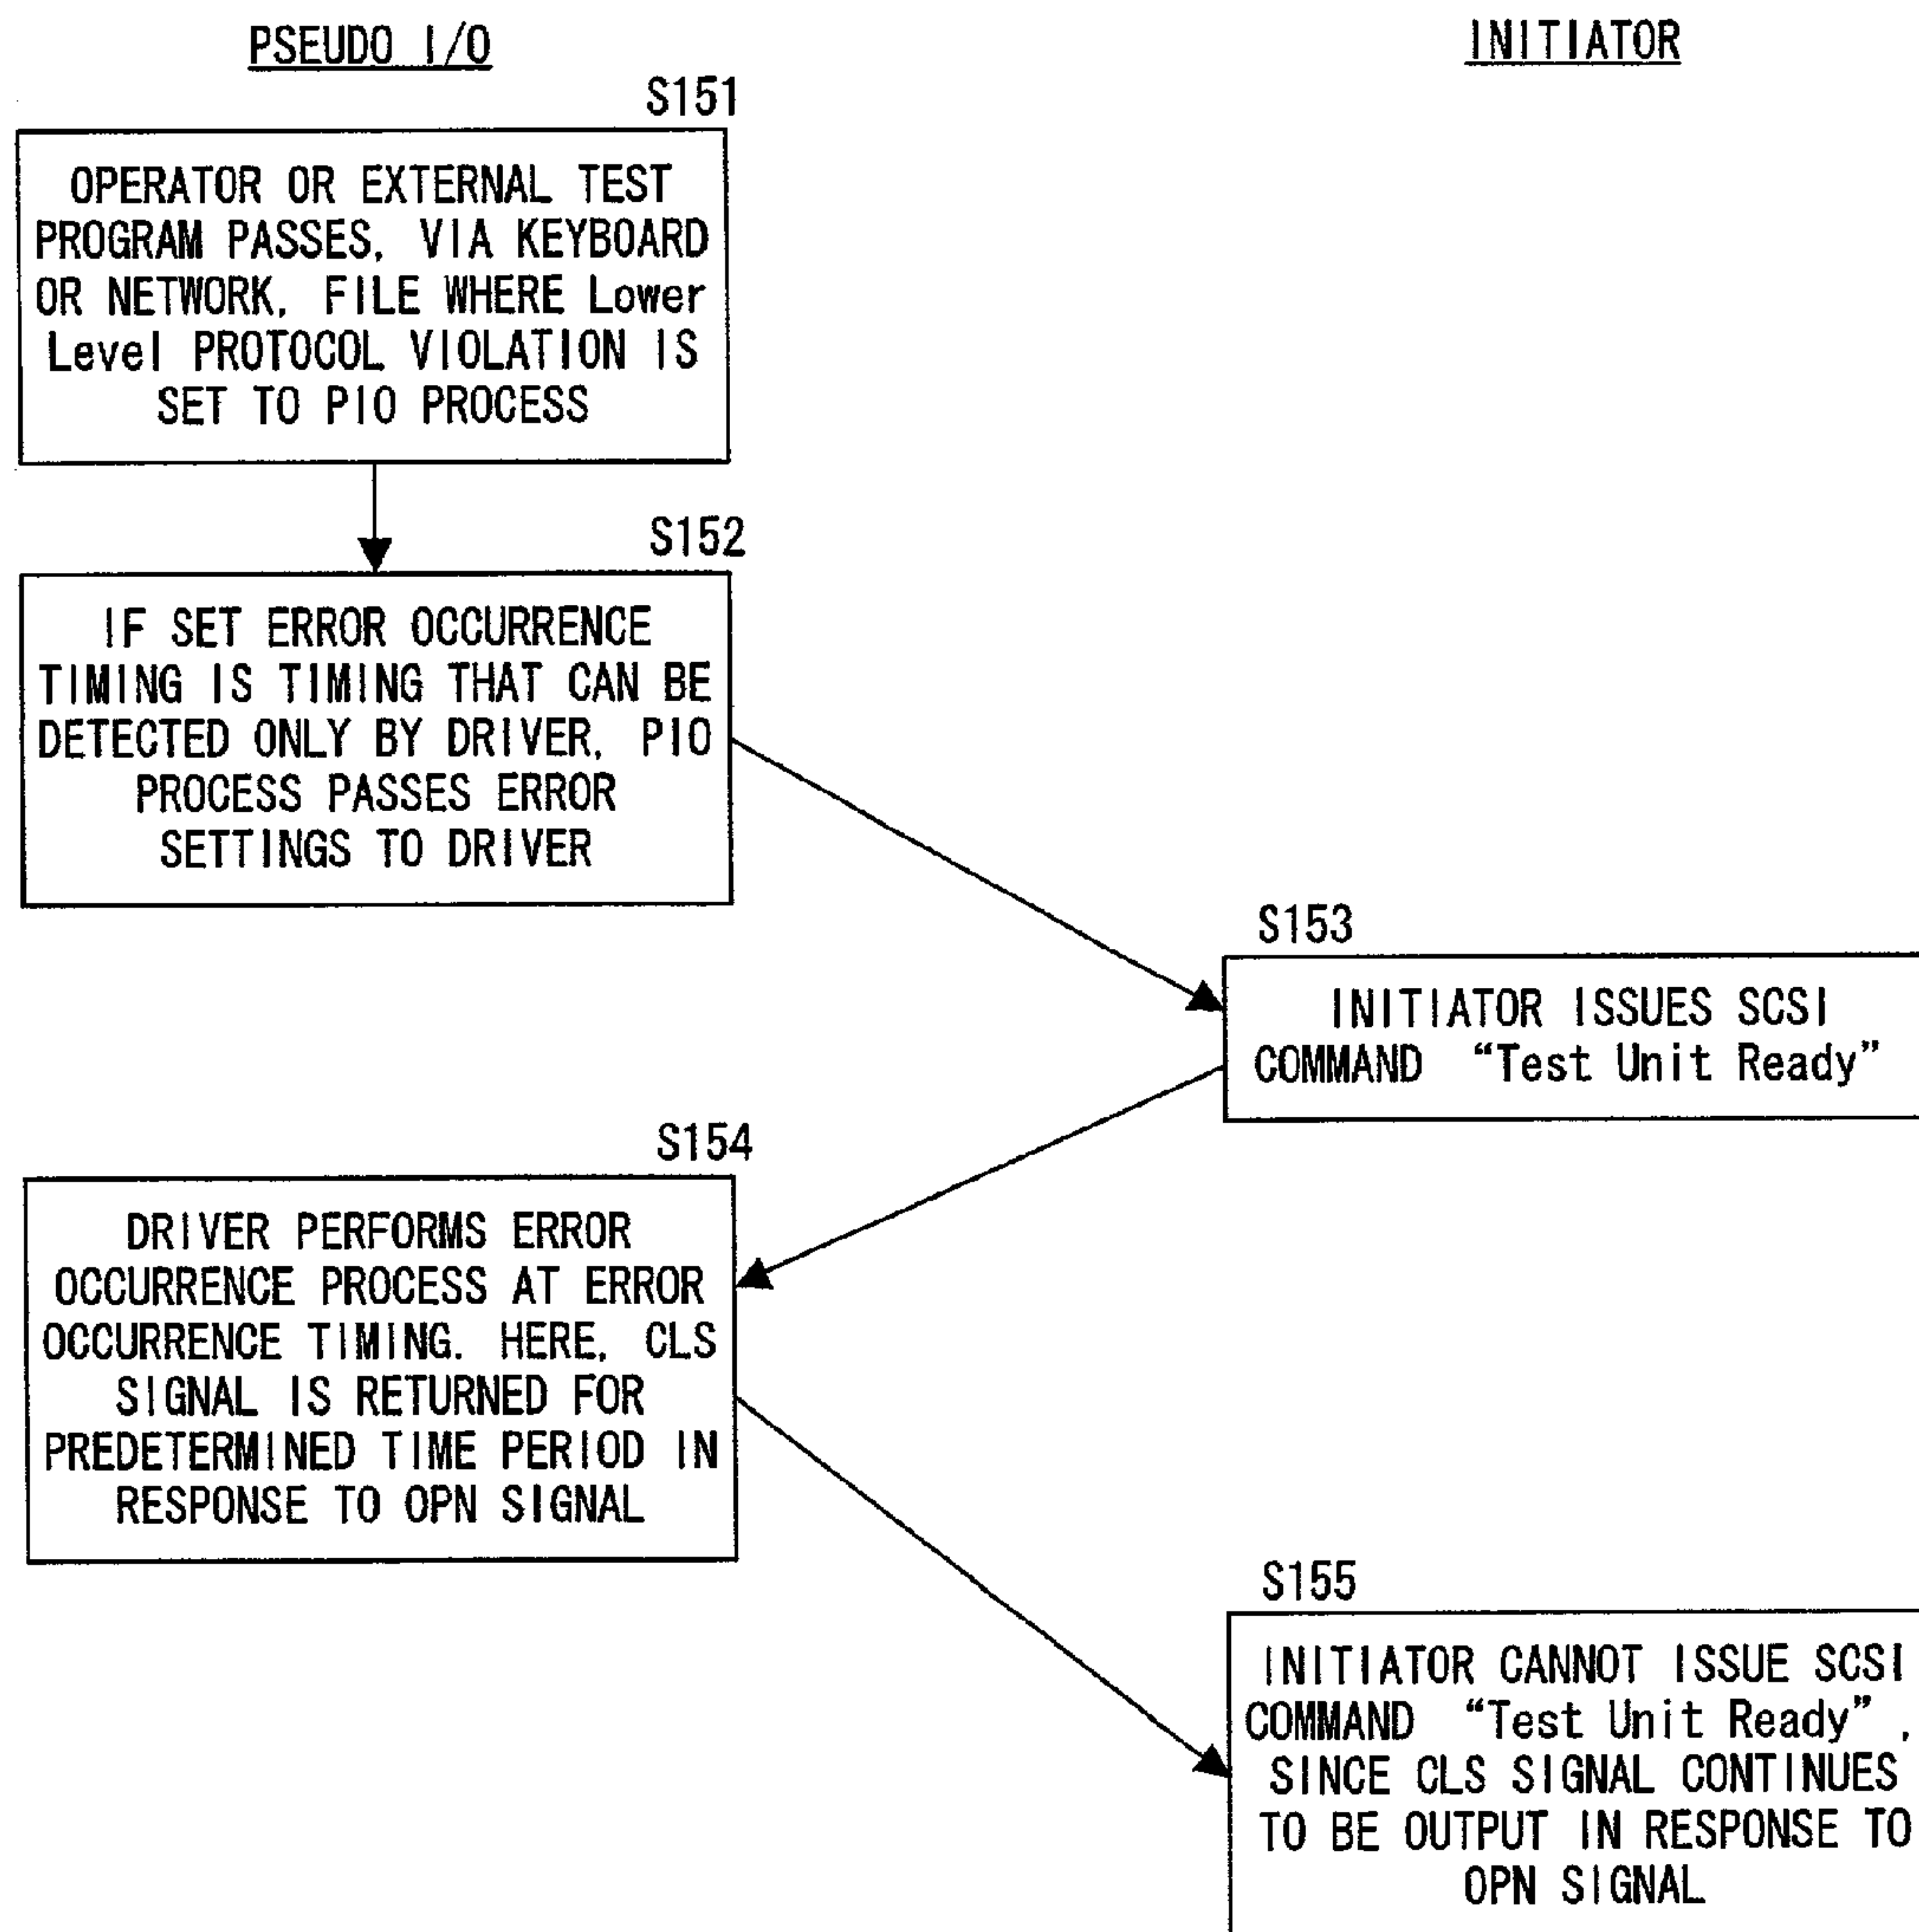 PSEUDO I/O
INITIATOR
S151
OPERATOR OR EXTERNAL TEST
PROGRAM PASSES, VIA KEYBOARD
OR NETWORK, FILE WHERE Lower
Level PROTOCOL VIOLATION IS
SET TO PIO PROCESS
S152
IF SET ERROR OCCURRENCE
TIMING IS TIMING THAT CAN BE
DETECTED ONLY BY DRIVER, PIO
PROCESS PASSES ERROR
SETTINGS TO DRIVER
S153
INITIATOR ISSUES SCSI
COMMAND “Test Unit Ready”
S154
DRIVER PERFORMS ERROR
OCCURRENCE PROCESS AT ERROR
OCCURRENCE TIMING. HERE, CLS
SIGNAL IS RETURNED FOR
PREDETERMINED TIME PERIOD IN
RESPONSE TO OPN SIGNAL
S155
INITIATOR CANNOT ISSUE SCSI
COMMAND “Test Unit Ready”,
SINCE CLS SIGNAL CONTINUES
TO BE OUTPUT IN RESPONSE TO
OPN SIGNAL